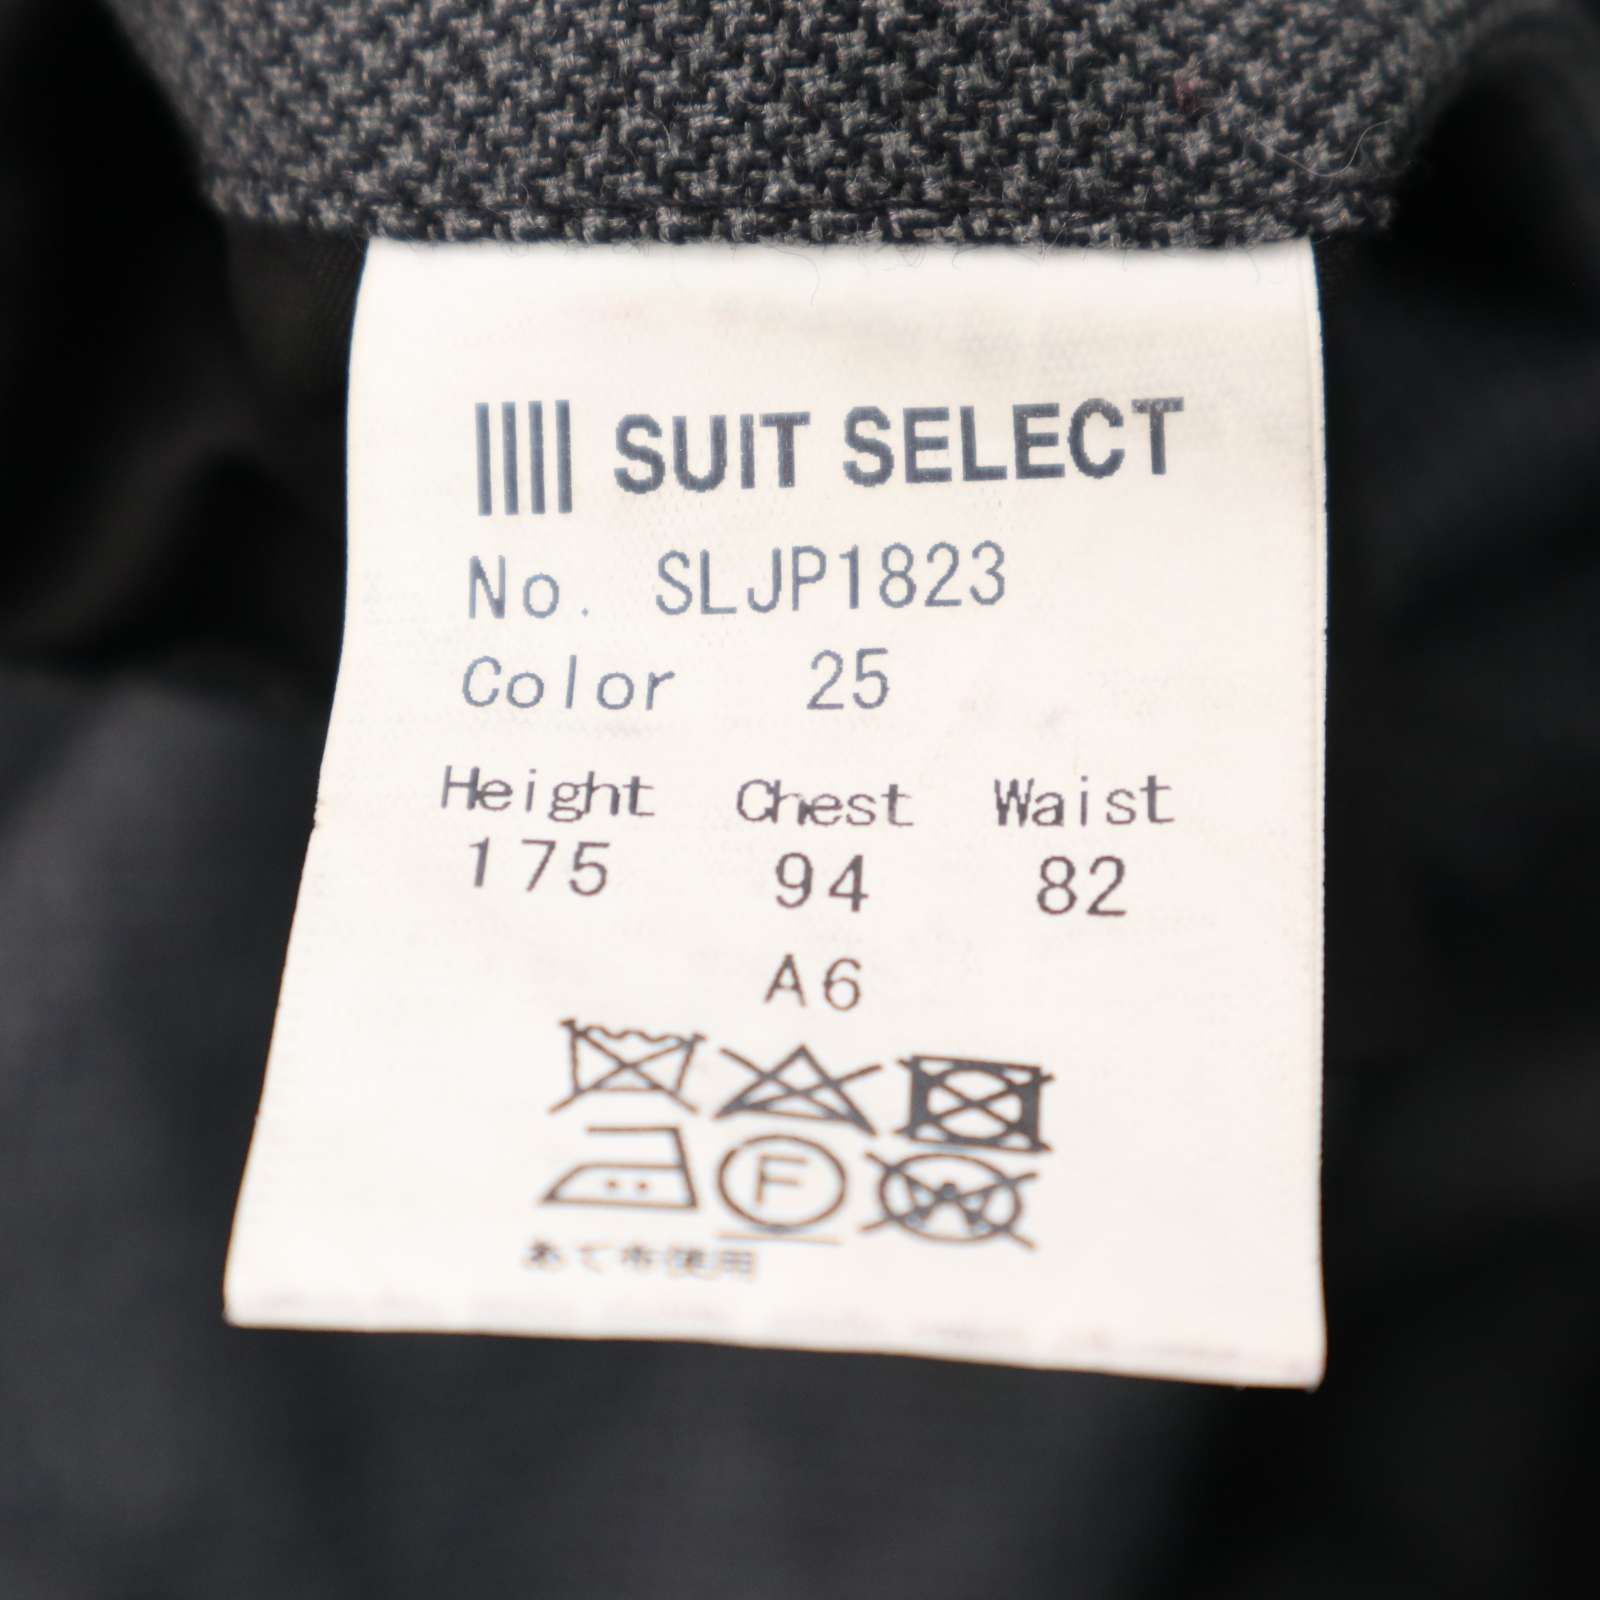 SUIT SELECT
No. SLJP1823
Color 25
Height Chest Waist
175 94 82
A6
F W
あて布使用